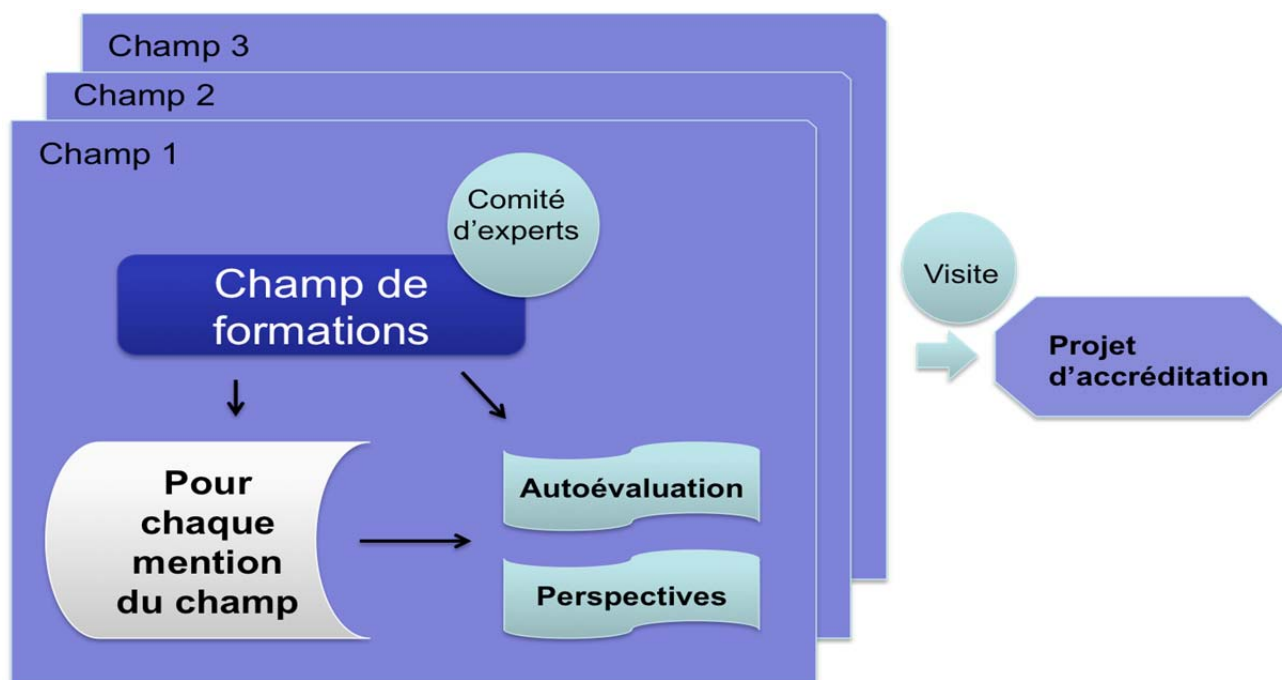 Champ 3
Champ 2
Champ 1
Comité
d’experts
Champ de
formations
Visite
Projet
d’accréditation
Pour
chaque
mention
du champ
Autoévaluation
Perspectives